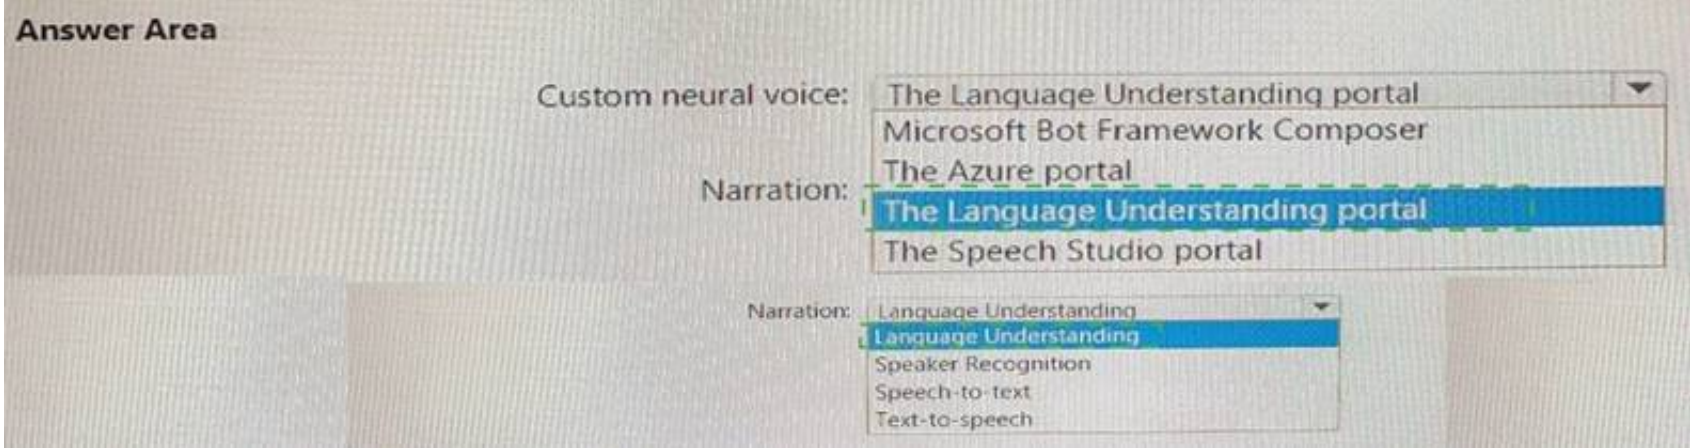 Answer Area
Custom neural voice: The Language Understanding portal
Microsoft Bot Framework Composer
The Azure portal
Narration:
The Language Understanding portal
The Speech Studio portal
Narration: Language Understanding
Language Understanding
Speaker Recognition
Speech-to-text
Text-to-speech